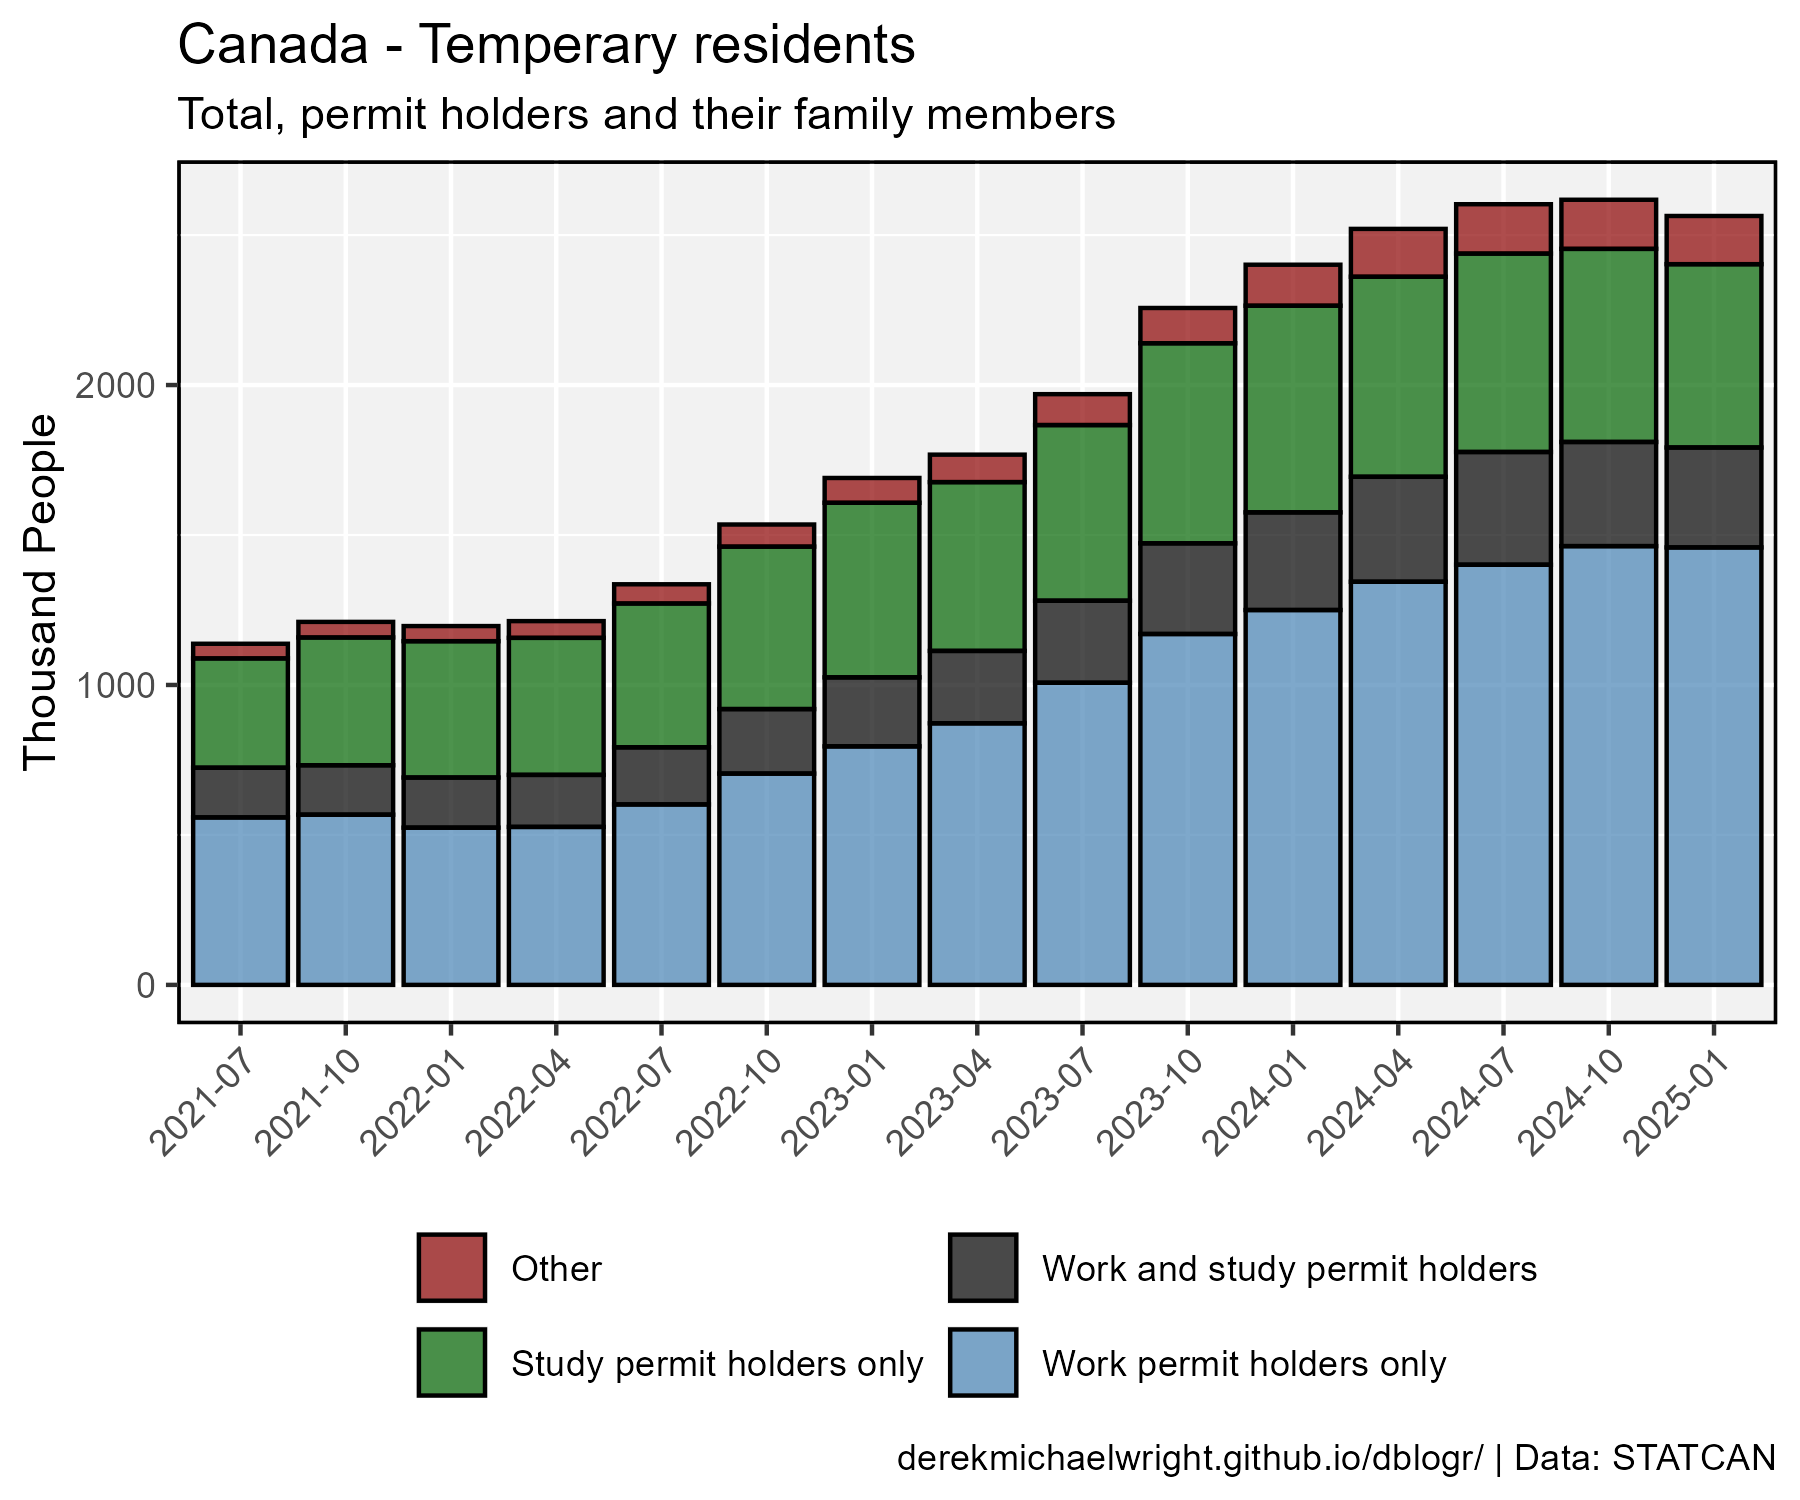 Canada - Temperary residents
Total, permit holders and their family members
Thousand People
2000
1000
0
2021-07
2021-10
2022-01
2022-04
2022-07
2022-10
2023-01
2023-04
2023-07
2023-10
2024-01
2024-04
2024-07
2024-10
2025-01
Other
Work and study permit holders
Study permit holders only
Work permit holders only
derekmichaelwright.github.io/dblogr/ | Data: STATCAN